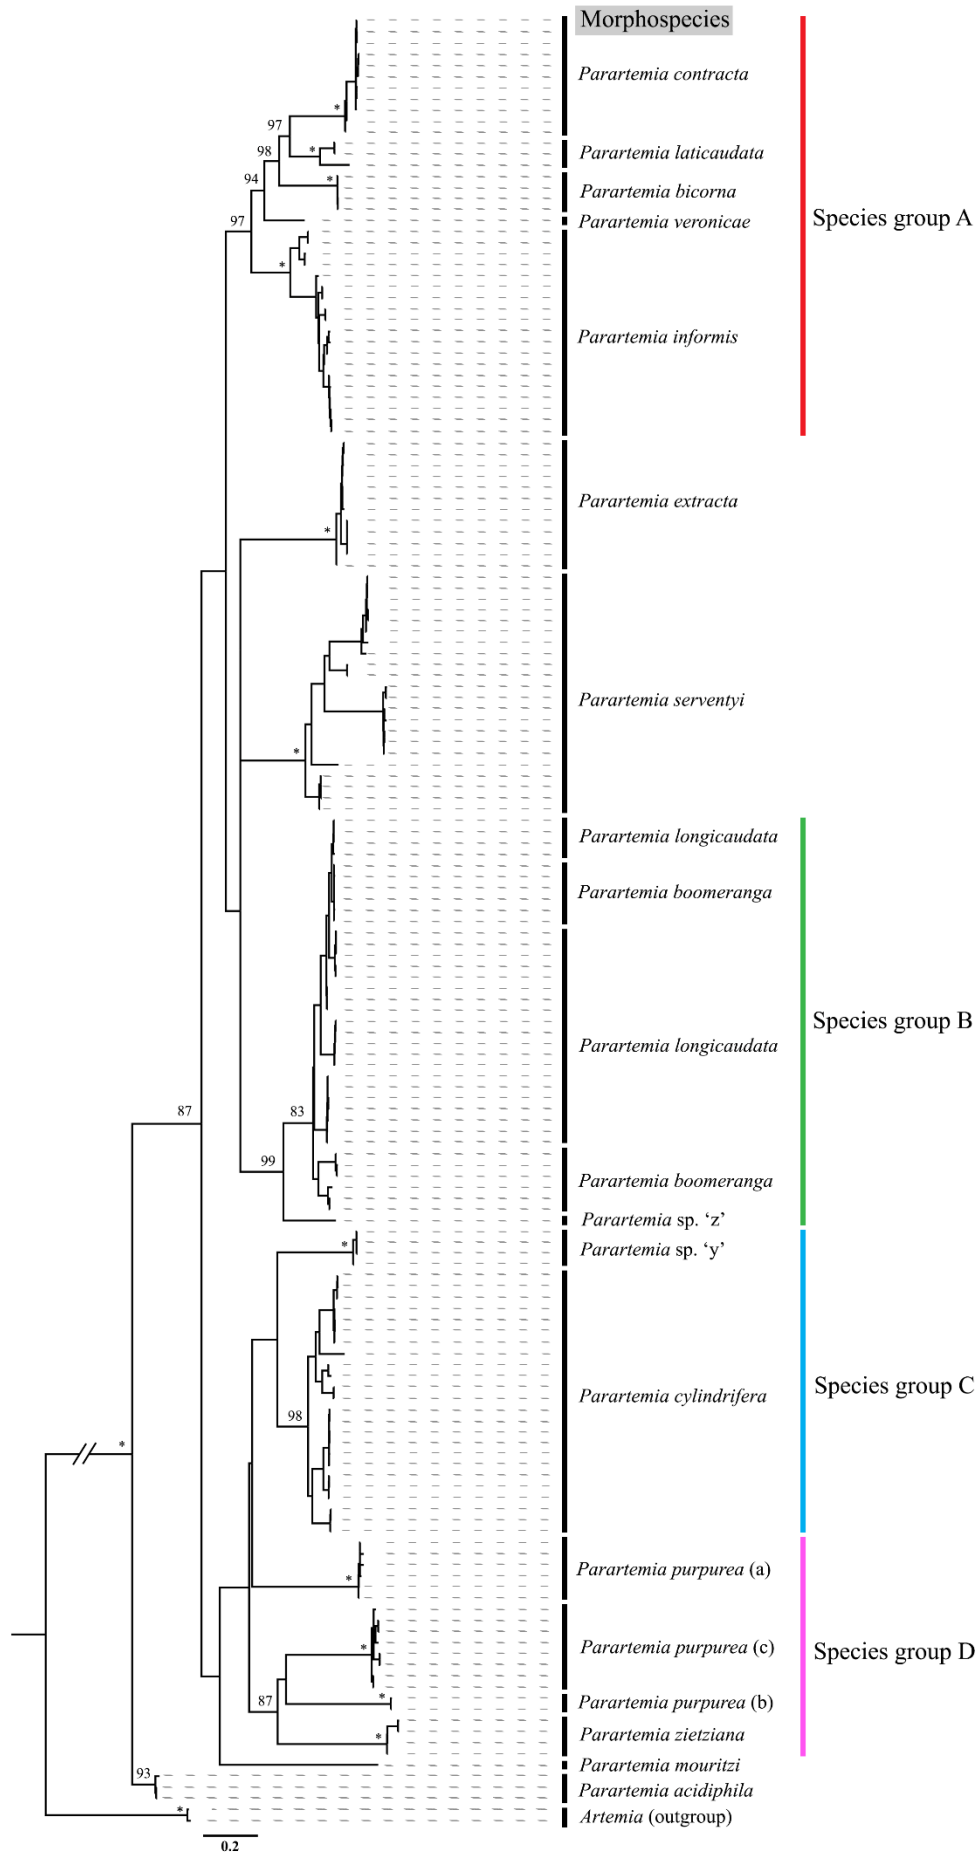 Morphospecies
Parartemia contracta
*
97
Parartemia laticaudata
*
98
Parartemia bicorna
*
94
Parartemia veronicae
Species group A
97
*
Parartemia informis
Parartemia extracta
*
Parartemia serventyi
*
Parartemia longicaudata
Parartemia boomeranga
Species group B
Parartemia longicaudata
87
83
99
Parartemia boomeranga
Parartemia sp. ‘z’
Parartemia sp. ‘y’
*
Species group C
Parartemia cylindrifera
98
*
Parartemia purpurea (a)
*
Parartemia purpurea (c)
*
Species group D
87
Parartemia purpurea (b)
*
Parartemia zietziana
*
Parartemia mouritzi
93
Parartemia acidiphila
Artemia (outgroup)
*
0.2